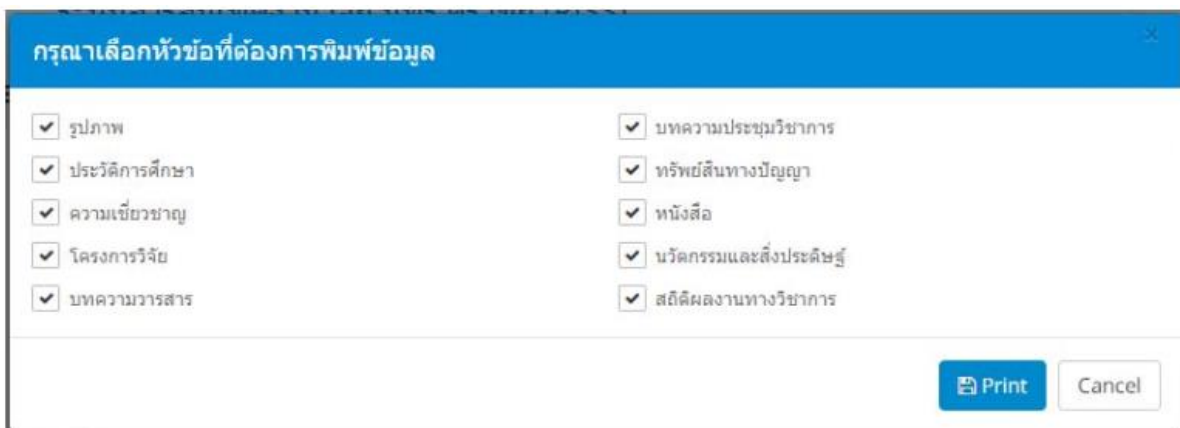 กรุณาเลือกหัวข้อที่ต้องการพิมพ์ข้อมูล
รูปภาพ
ประวัติการศึกษา
ความเชี่ยวชาญ
โครงการวิจัย
บทความวารสาร
บทความประชุมวิชาการ
ทรัพย์สินทางปัญญา
หนังสือ
นวัตกรรมและสิ่งประดิษฐ์
สถิติผลงานทางวิชาการ
Print
Cancel